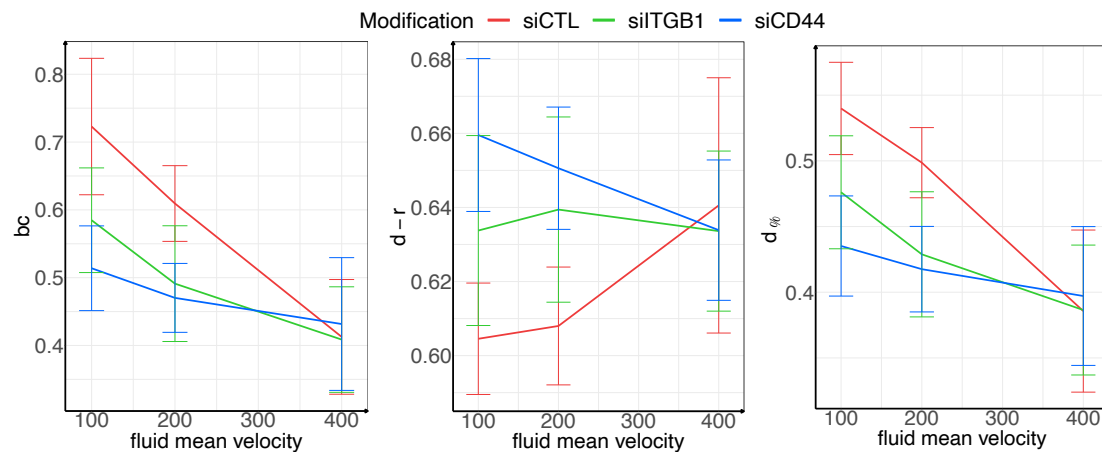 Modification siCTL siITGB1 siCD44
bc
0.8
0.7
0.6
0.5
0.4
100 200 300 400
fluid mean velocity
d – r
0.68
0.66
0.64
0.62
0.60
100 200 300 400
fluid mean velocity
d %
0.5
0.4
100 200 300 400
fluid mean velocity